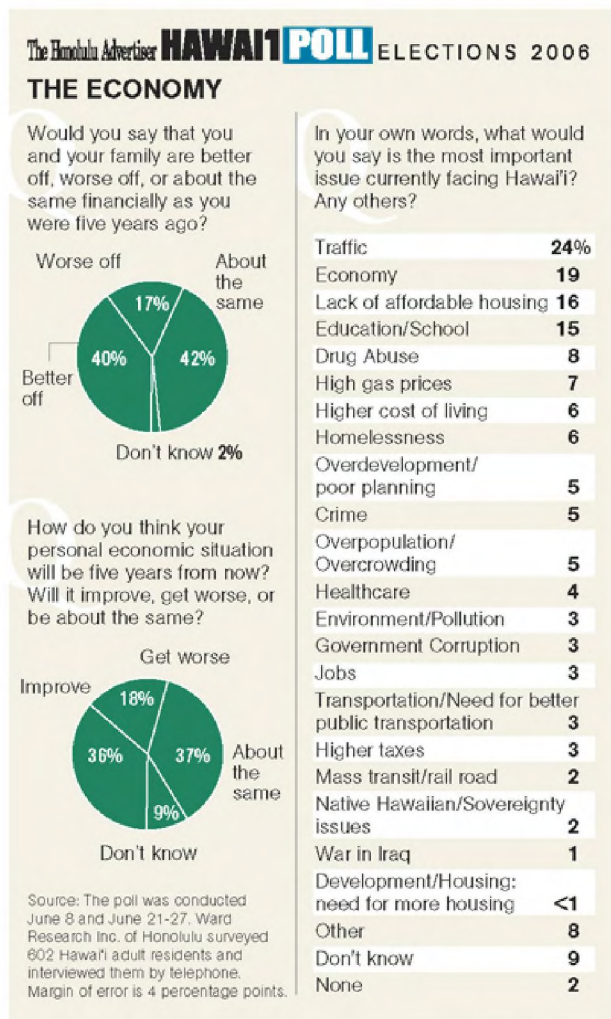 The Honolulu Advertiser HAWAI'I POLL ELECTIONS 2006
THE ECONOMY
Would you say that you
and your family are better
off, worse off, or about the
same financially as you
were five years ago?
Worse off
About
the
same
17%
40%
42%
Better
off
Don't know 2%
How do you think your
personal economic situation
will be five years from now?
Will it improve, get worse, or
be about the same?
Get worse
Improve
18%
36%
37%
About
the
same
9%
Don't know
Source: The poll was conducted
June 8 and June 21-27. Ward
Research Inc. of Honolulu surveyed
602 Hawai'i adult residents and
interviewed them by telephone.
Margin of error is 4 percentage points.
In your own words, what would
you say is the most important
issue currently facing Hawai'i?
Any others?
Traffic 24%
Economy 19
Lack of affordable housing 16
Education/School 15
Drug Abuse 8
High gas prices 7
Higher cost of living 6
Homelessness 6
Overdevelopment/
poor planning 5
Crime 5
Overpopulation/
Overcrowding 5
Healthcare 4
Environment/Pollution 3
Government Corruption 3
Jobs 3
Transportation/Need for better
public transportation 3
Higher taxes 3
Mass transit/rail road 2
Native Hawaiian/Sovereignty
issues 2
War in Iraq 1
Development/Housing:
need for more housing <1
Other 8
Don't know 9
None 2